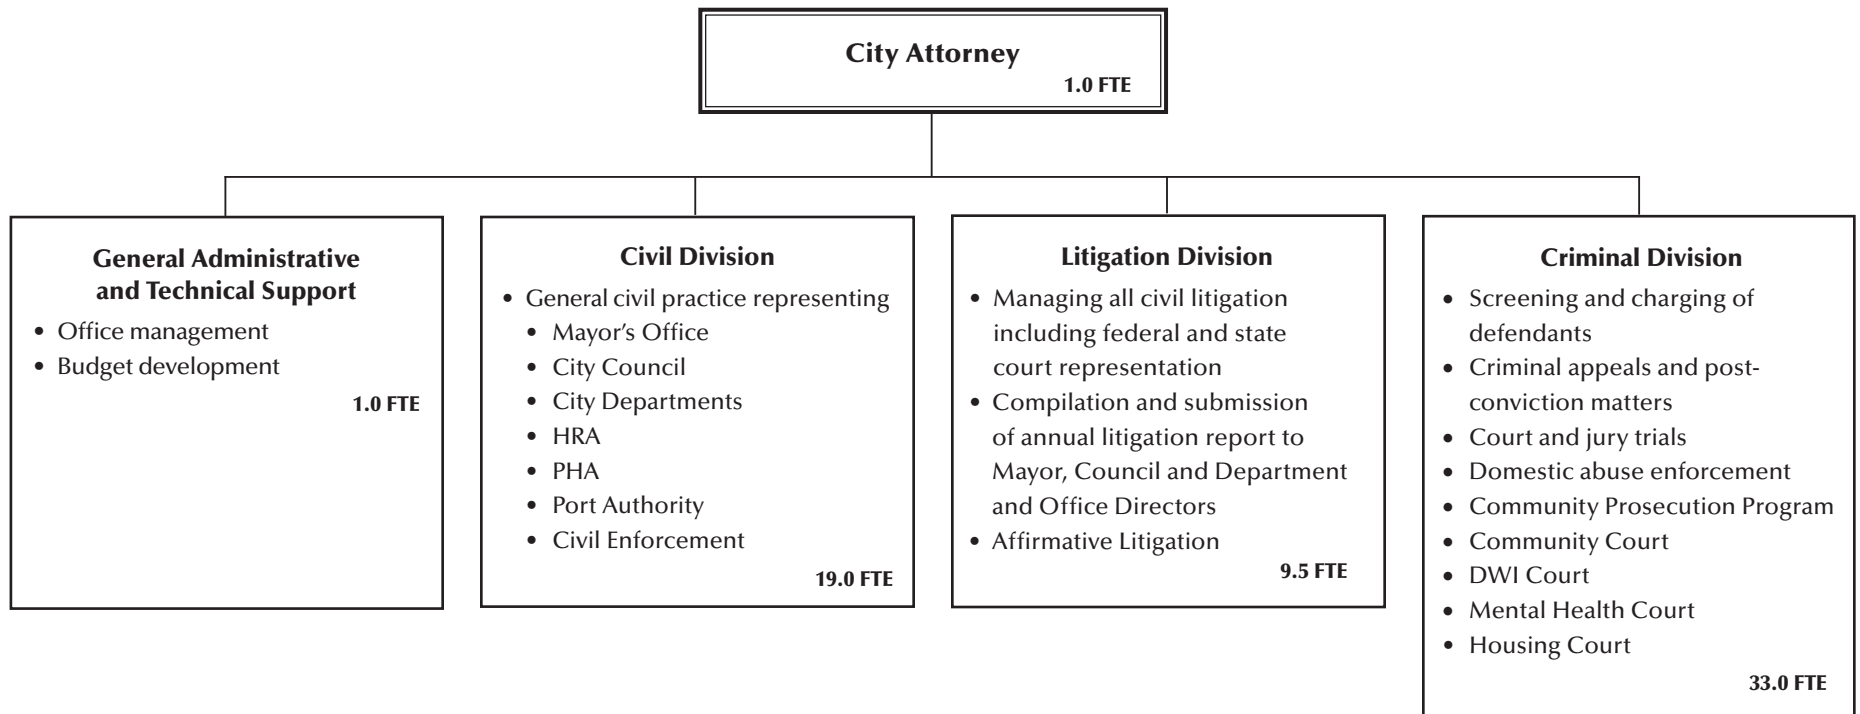 City Attorney
1.0 FTE
General Administrative
and Technical Support
• Office management
• Budget development
1.0 FTE
Civil Division
• General civil practice representing
• Mayor’s Office
• City Council
• City Departments
• HRA
• PHA
• Port Authority
• Civil Enforcement
19.0 FTE
Litigation Division
• Managing all civil litigation
including federal and state
court representation
• Compilation and submission
of annual litigation report to
Mayor, Council and Department
and Office Directors
• Affirmative Litigation
9.5 FTE
Criminal Division
• Screening and charging of
defendants
• Criminal appeals and post-
conviction matters
• Court and jury trials
• Domestic abuse enforcement
• Community Prosecution Program
• Community Court
• DWI Court
• Mental Health Court
• Housing Court
33.0 FTE